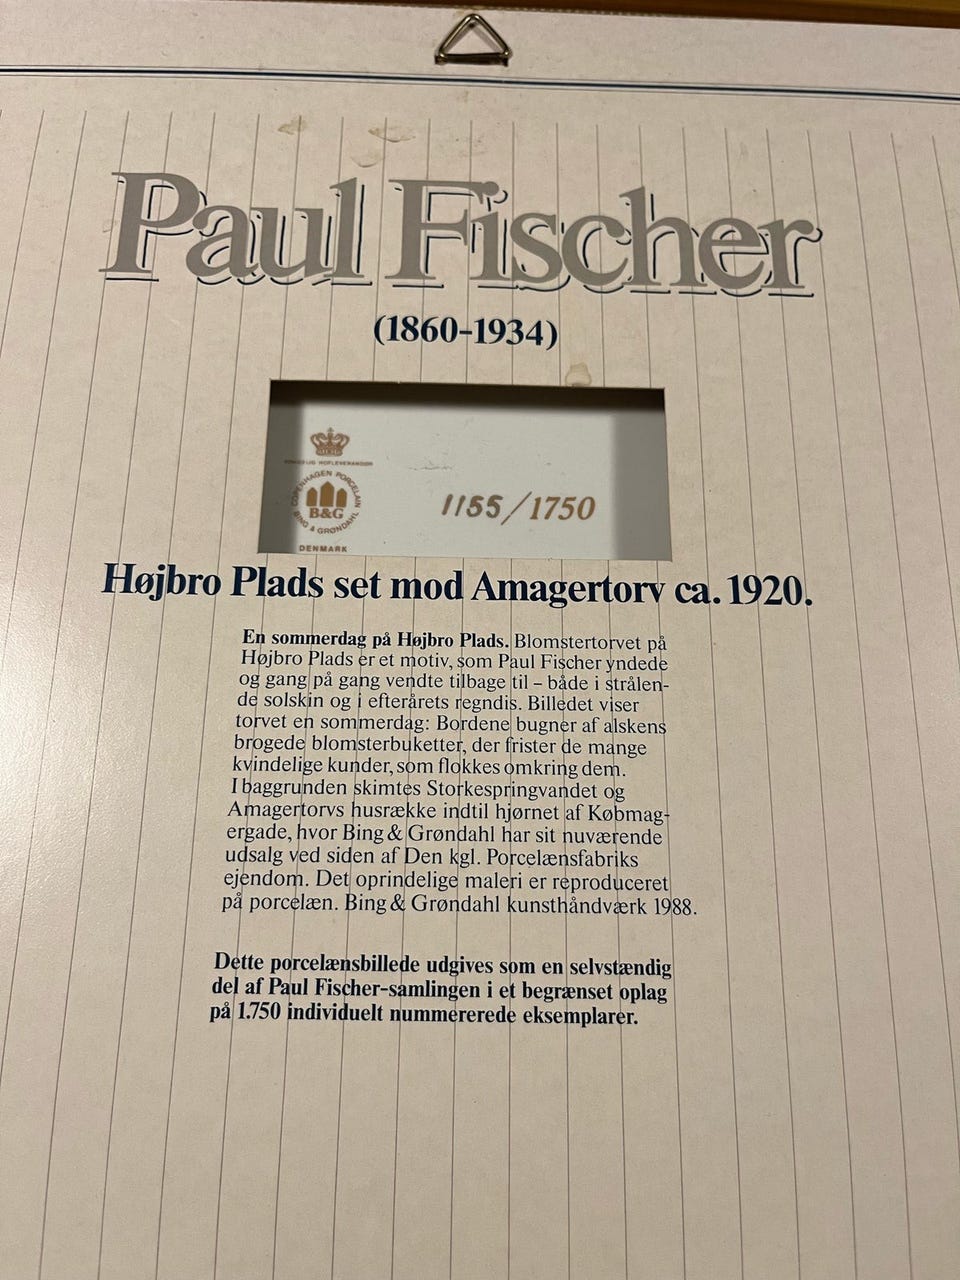 Paul Fischer
(1860-1934)
KONGELIG HOFLEVERANDØR
COPENHAGEN PORCELAIN
B&G
BING & GRØNDAHL
DENMARK
1155/1750
Højbro Plads set mod Amagertorv ca. 1920.
En sommerdag på Højbro Plads. Blomstertorvet på
Højbro Plads er et motiv, som Paul Fischer yndede
og gang på gang vendte tilbage til – både i strålen-
de solskin og i efterårets regndis. Billedet viser
torvet en sommerdag: Bordene bugner af alskens
brogede blomsterbuketter, der frister de mange
kvindelige kunder, som flokkes omkring dem.
I baggrunden skimtes Storkespringvandet og
Amagertorvs husrække indtil hjørnet af Købmag-
ergade, hvor Bing & Grøndahl har sit nuværende
udsalg ved siden af Den kgl. Porcelænsfabriks
ejendom. Det oprindelige maleri er reproduceret
på porcelæn. Bing & Grøndahl kunsthåndværk 1988.
Dette porcelænsbillede udgives som en selvstændig
del af Paul Fischer-samlingen i et begrænset oplag
på 1.750 individuelt nummererede eksemplarer.